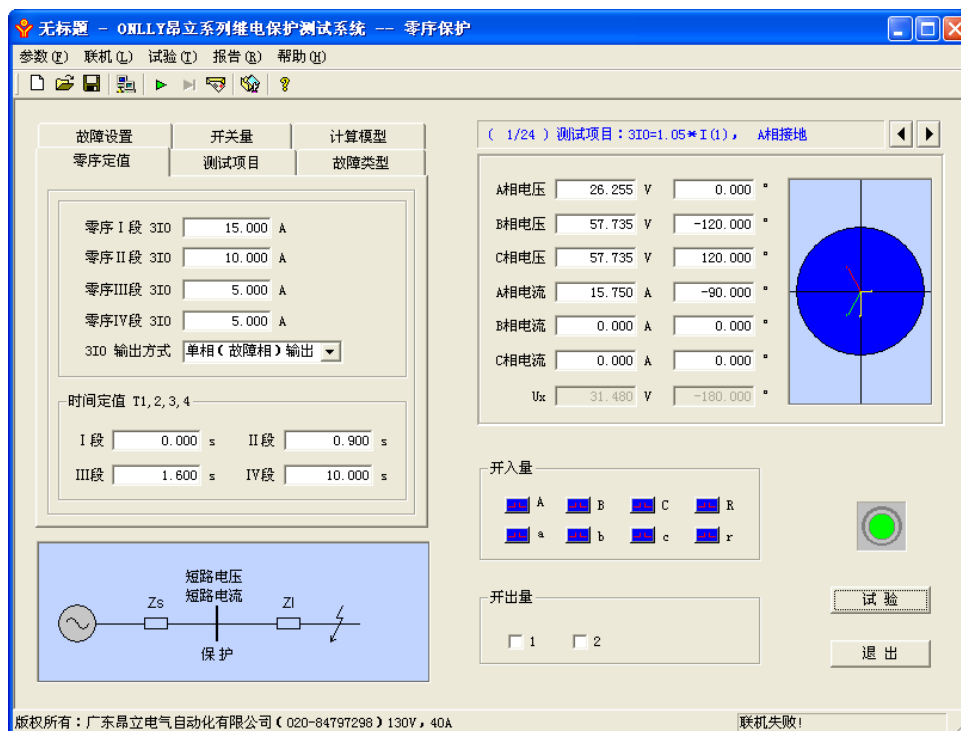 无标题 - ONLLY昂立系列继电保护测试系统 -- 零序保护
参数(F) 联机(L) 试验(T) 报告(R) 帮助(H)
故障设置 开关量 计算模型
零序定值 测试项目 故障类型
零序I段 3I0 15.000 A
零序II段 3I0 10.000 A
零序III段 3I0 5.000 A
零序IV段 3I0 5.000 A
3I0 输出方式 单相(故障相)输出
时间定值 T1,2,3,4
I段 0.000 s II段 0.900 s
III段 1.600 s IV段 10.000 s
短路电压
短路电流
Zs Zl
保护
( 1/24 ) 测试项目:3I0=1.05*I(1), A相接地
A相电压 26.255 V 0.000 °
B相电压 57.735 V -120.000 °
C相电压 57.735 V 120.000 °
A相电流 15.750 A -90.000 °
B相电流 0.000 A 0.000 °
C相电流 0.000 A 0.000 °
Ux 31.480 V -180.000 °
开入量
A B C R
a b c r
开出量
1 2
试 验
退 出
版权所有:广东昂立电气自动化有限公司(020-84797298)130V,40A
联机失败!